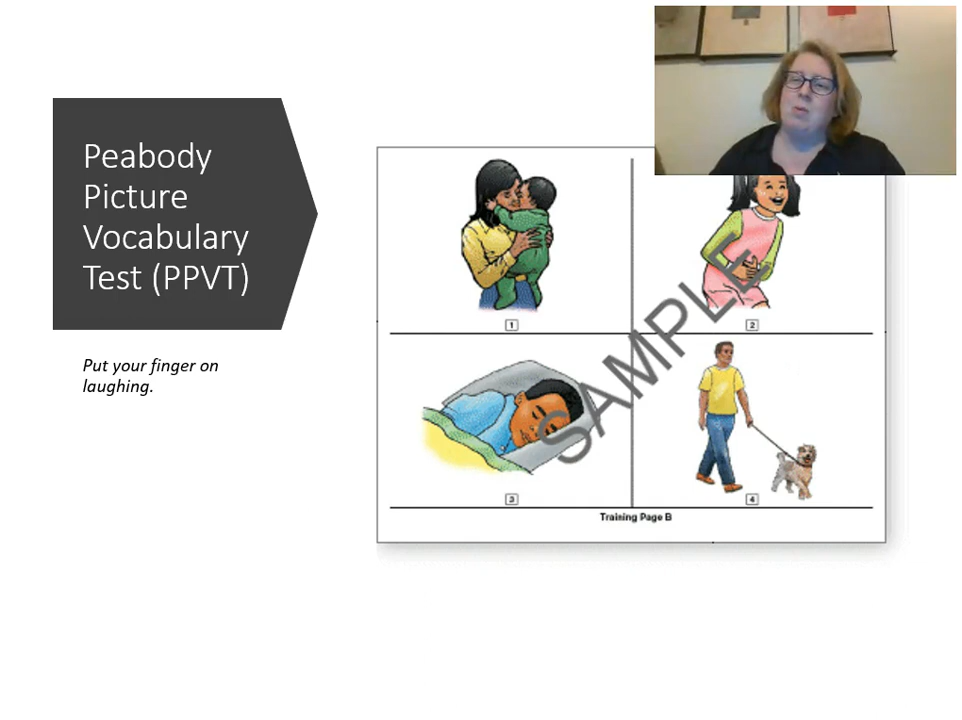 Peabody
Picture
Vocabulary
Test (PPVT)
Put your finger on
laughing.
1
2
SAMPLE
3
4
Training Page B